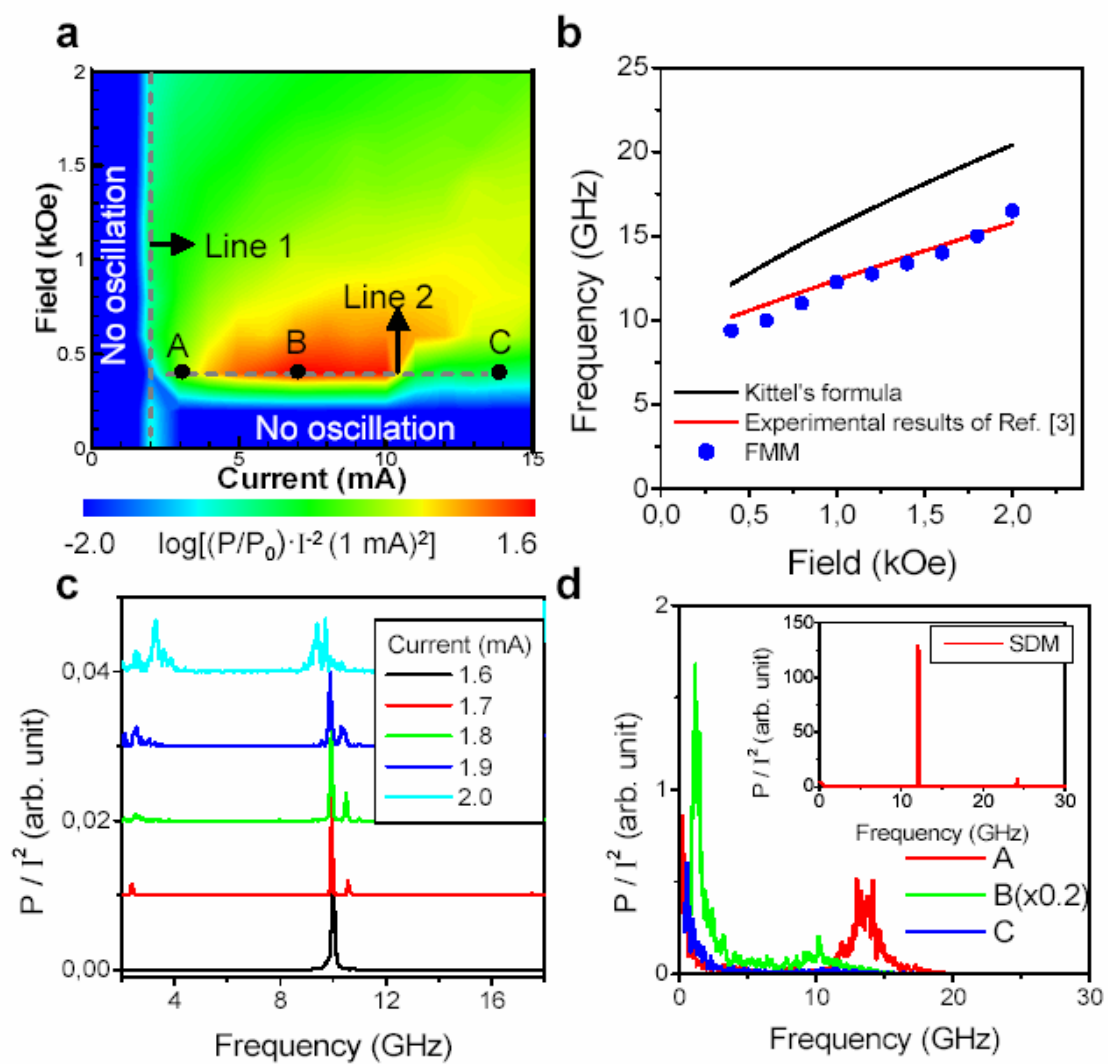 a
2
1.5
1
0.5
0
Field (kOe)
No oscillation
Line 1
Line 2
A
B
C
No oscillation
0
5
10
15
Current (mA)
-2.0
log[(P/P₀)·I⁻² (1 mA)²]
1.6
b
25
20
15
10
5
0
Frequency (GHz)
Kittel's formula
Experimental results of Ref. [3]
FMM
0,0
0,5
1,0
1,5
2,0
Field (kOe)
c
0,04
0,02
0,00
P / I² (arb. unit)
Current (mA)
1.6
1.7
1.8
1.9
2.0
4
8
12
16
Frequency (GHz)
d
2
1
0
P / I² (arb. unit)
150
100
50
0
P / I² (arb. unit)
SDM
0
10
20
30
Frequency (GHz)
A
B(x0.2)
C
0
10
20
30
Frequency (GHz)